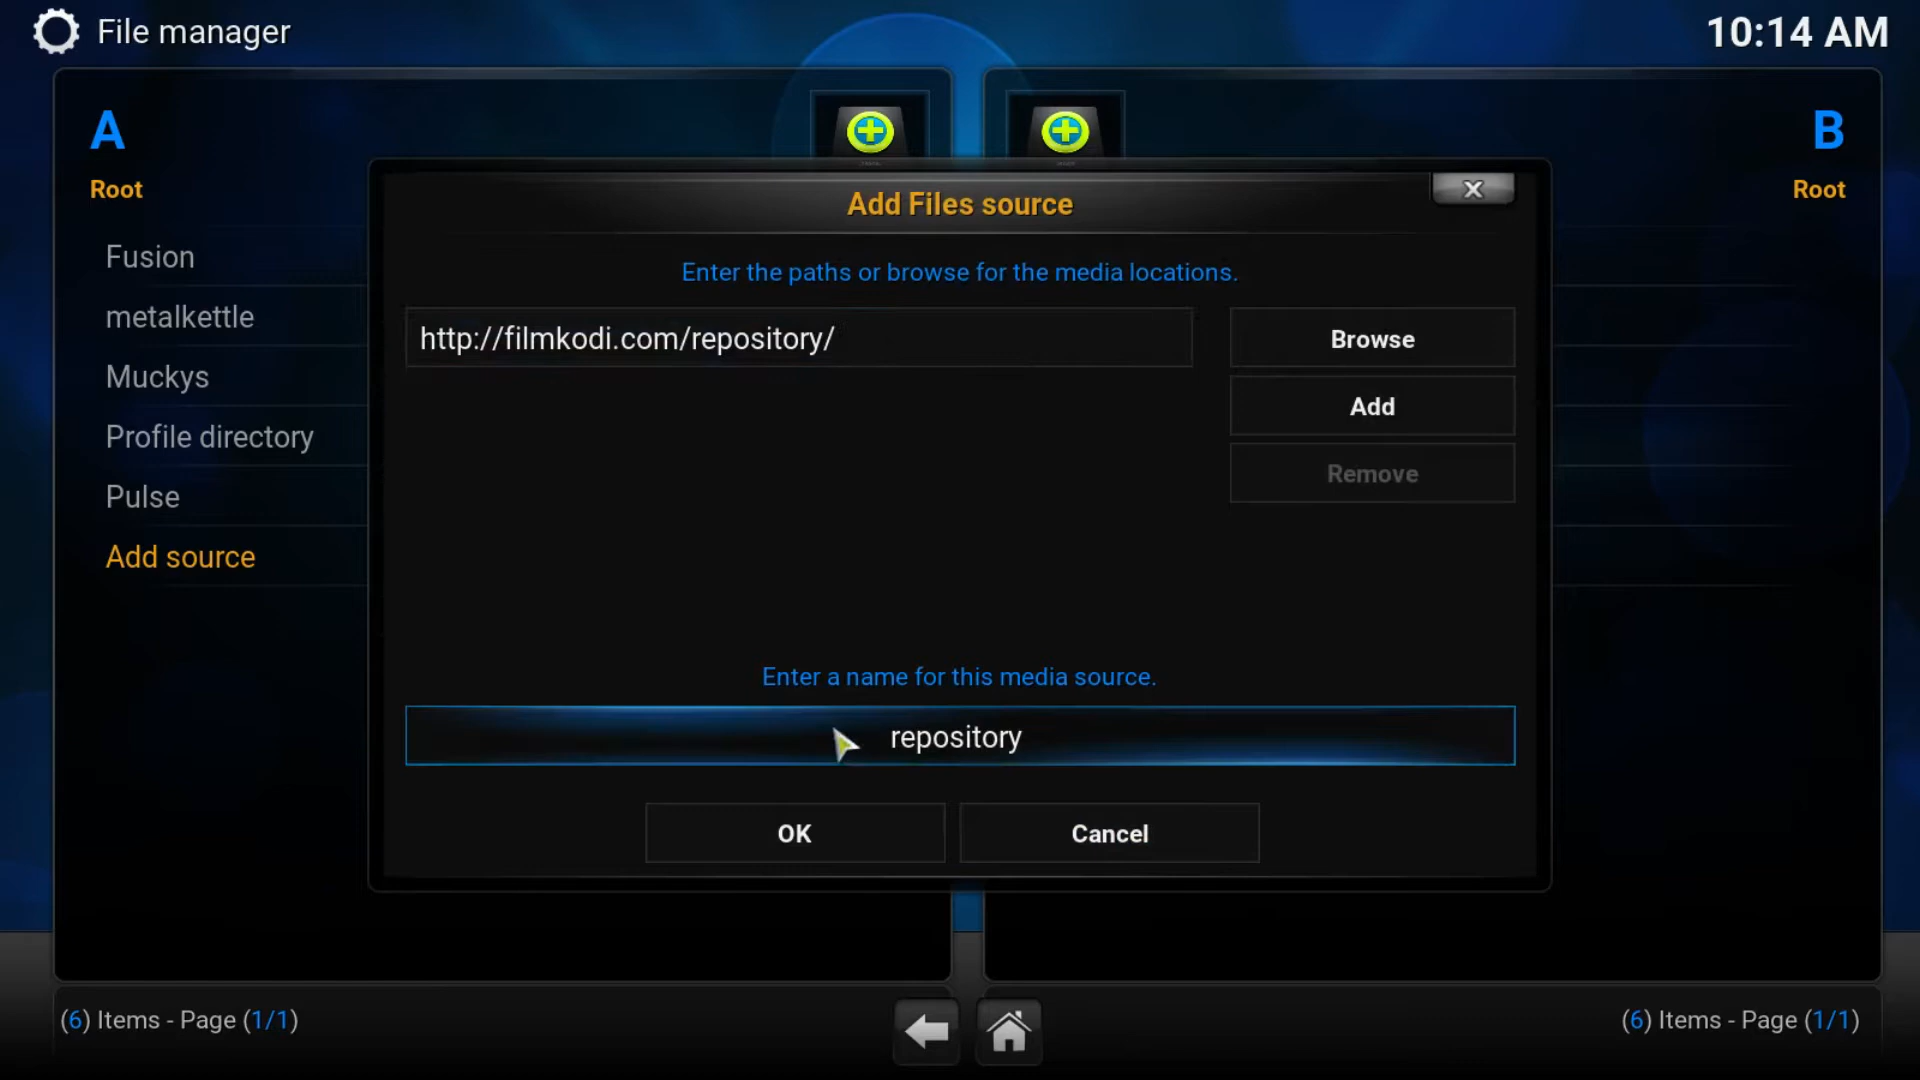 File manager
10:14 AM
A
B
Root
Root
Fusion
metalkettle
Muckys
Profile directory
Pulse
Add source
Add Files source
Enter the paths or browse for the media locations.
http://filmkodi.com/repository/
Browse
Add
Remove
Enter a name for this media source.
repository
OK
Cancel
(6) Items - Page (1/1)
(6) Items - Page (1/1)